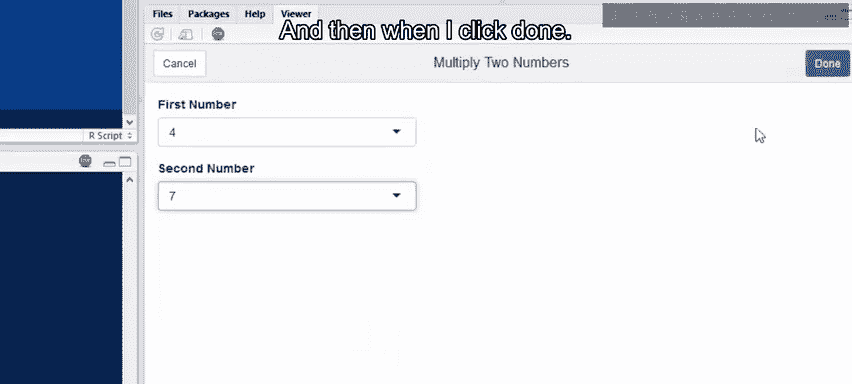 Files Packages Help Viewer
And then when I click done.
Cancel Multiply Two Numbers Done
First Number
4
R Script
Second Number
7